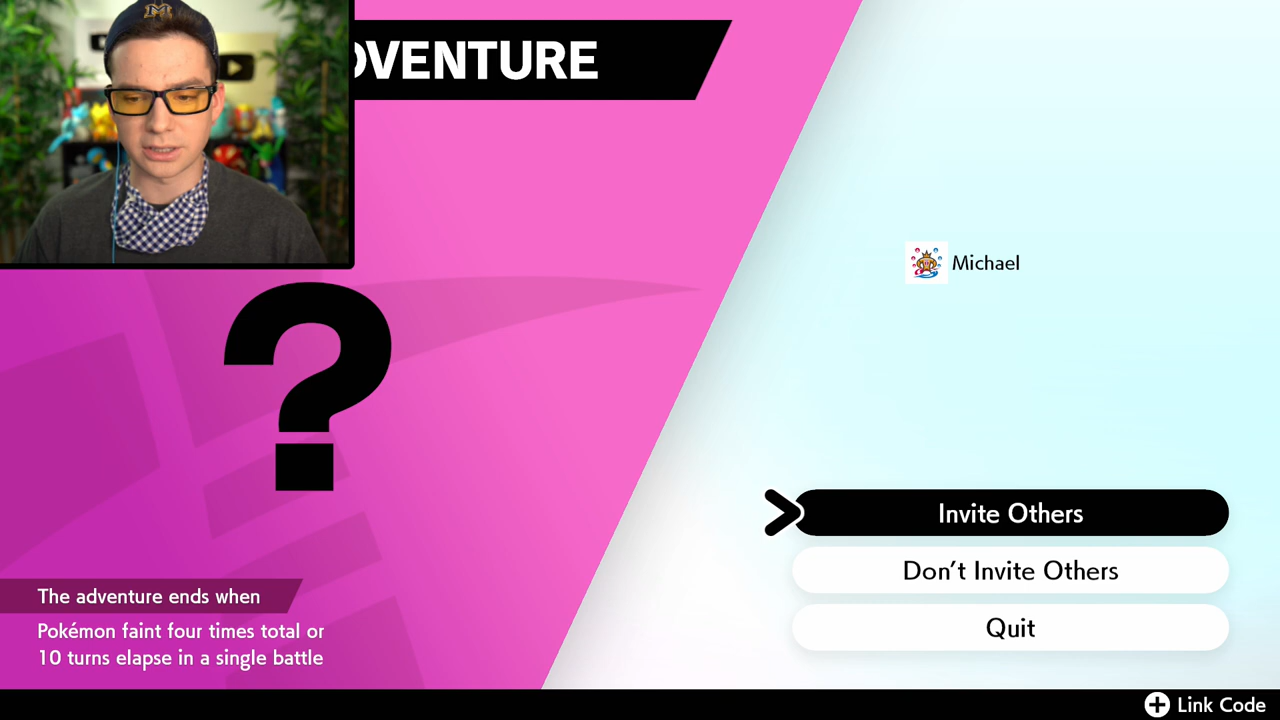 DVENTURE
Michael
Invite Others
Don't Invite Others
Quit
The adventure ends when
Pokémon faint four times total or
10 turns elapse in a single battle
Link Code